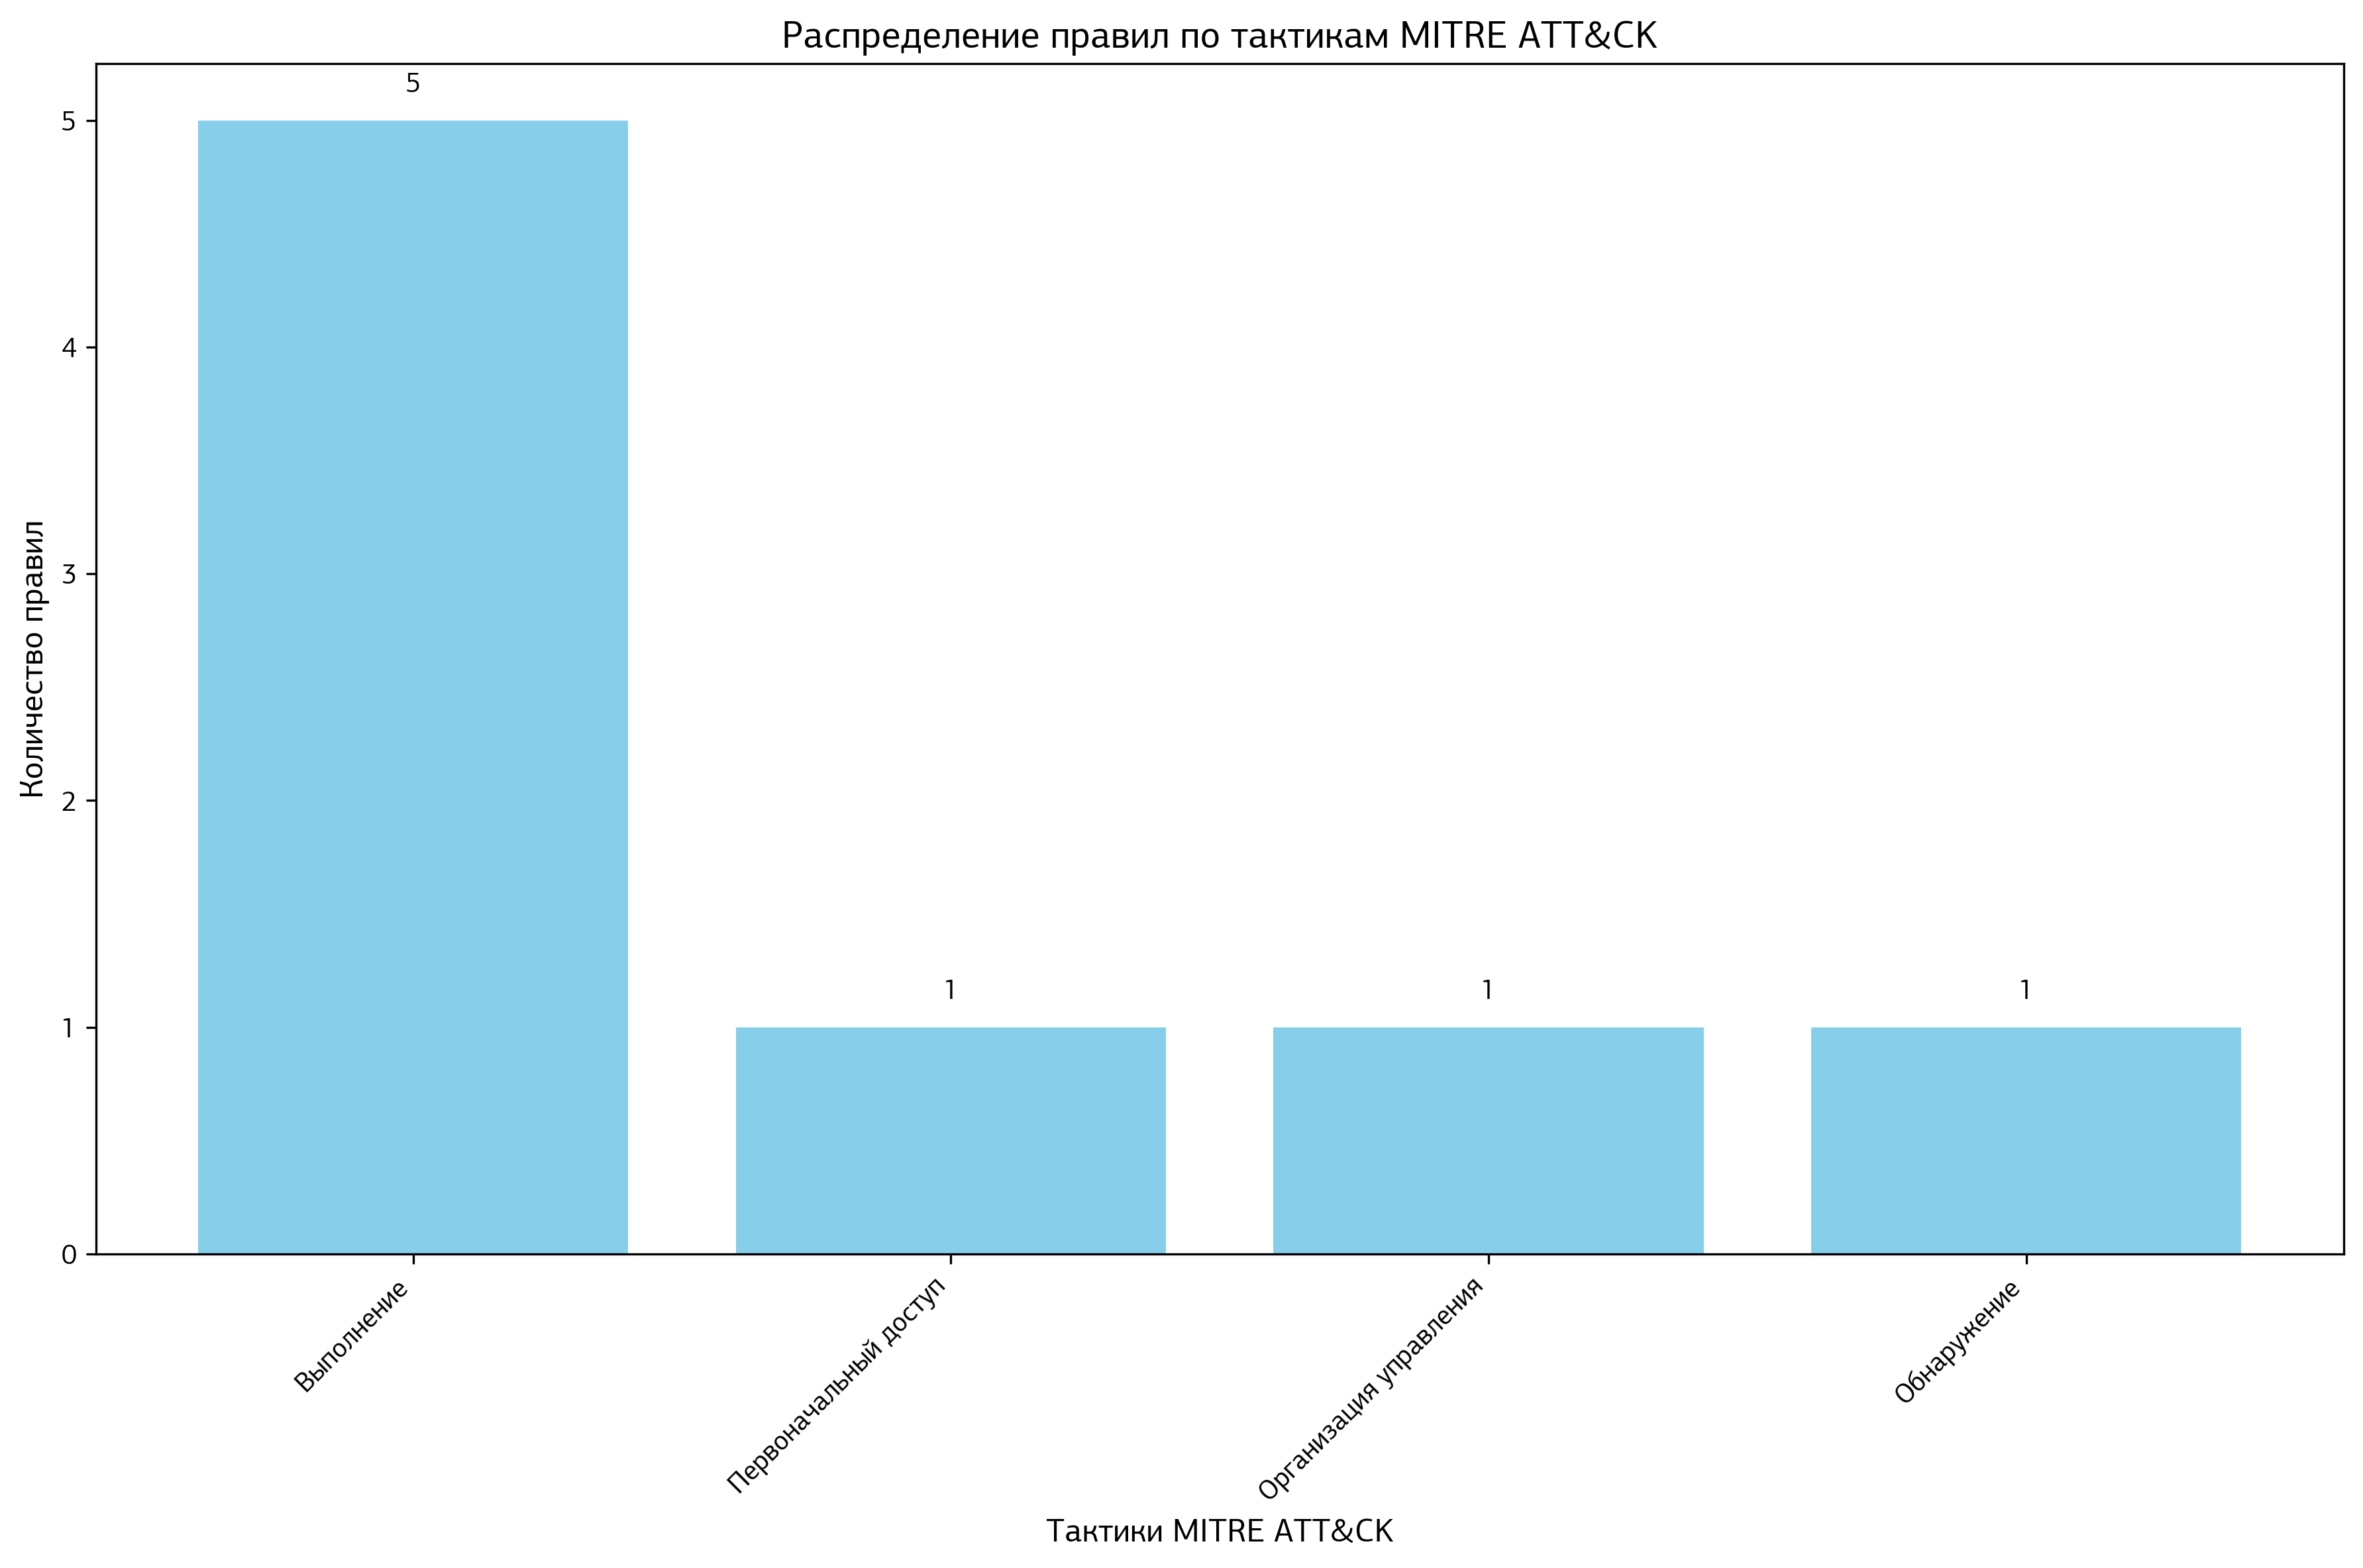 Распределение правил по тактикам MITRE ATT&CK
5
5
4
3
2
1
0
1
1
1
Количество правил
Выполнение
Первоначальный доступ
Организация управления
Обнаружение
Тактики MITRE ATT&CK